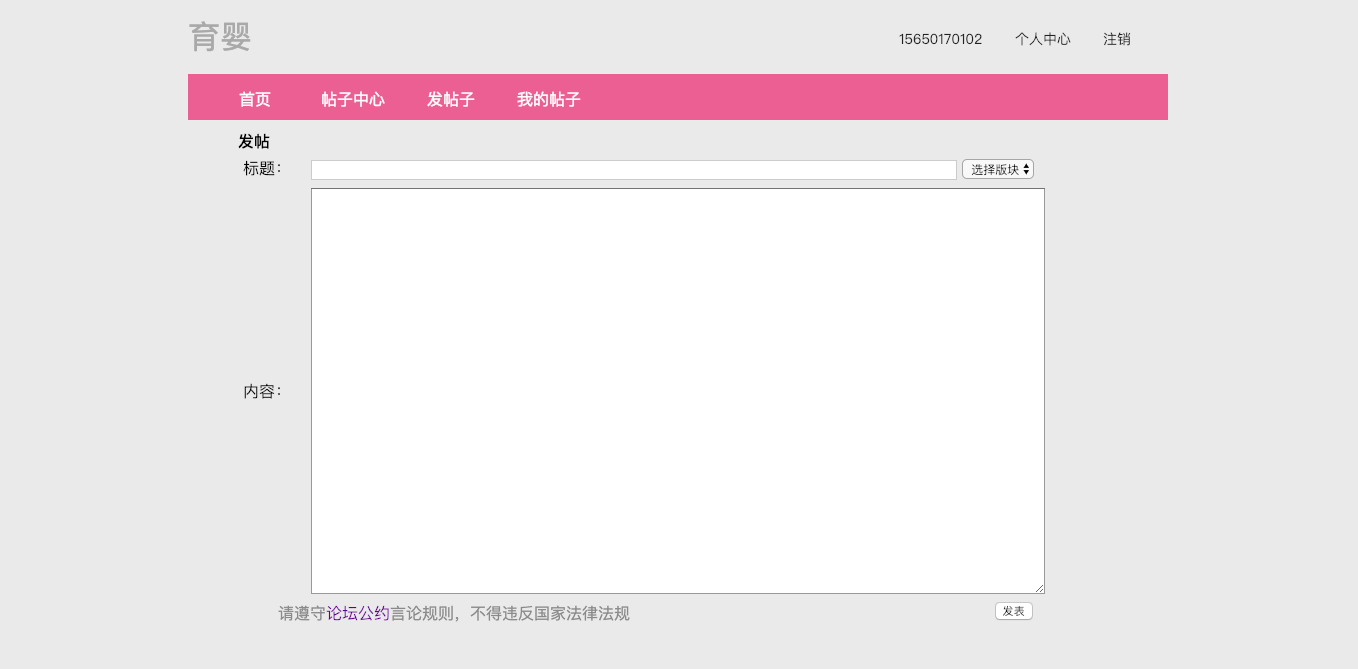 育婴
15650170102 个人中心 注销
首页 帖子中心 发帖子 我的帖子
发帖
标题：
选择版块
内容：
请遵守论坛公约言论规则，不得违反国家法律法规
发表